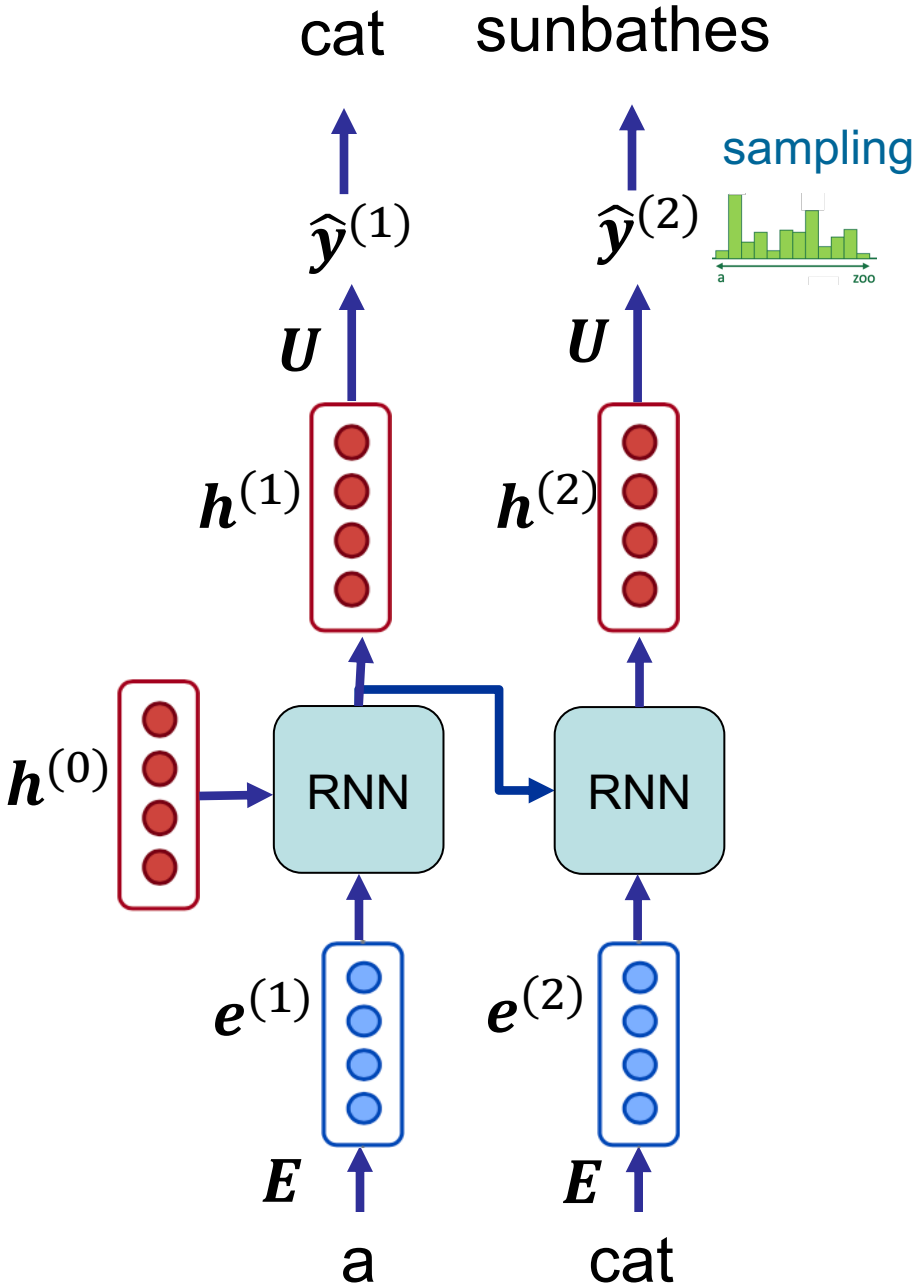 cat sunbathes
sampling
ŷ(1) ŷ(2)
a zoo
U U
h(1) h(2)
h(0) RNN RNN
e(1) e(2)
E E
a cat